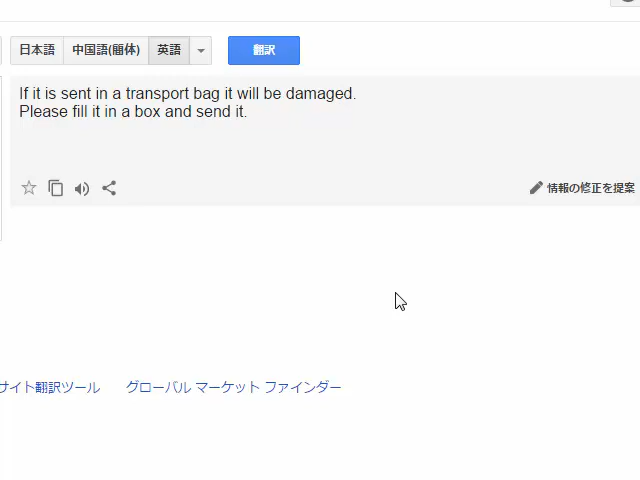 日本語 中国語(簡体) 英語 翻訳
If it is sent in a transport bag it will be damaged.
Please fill it in a box and send it.
情報の修正を提案
サイト翻訳ツール グローバル マーケット ファインダー